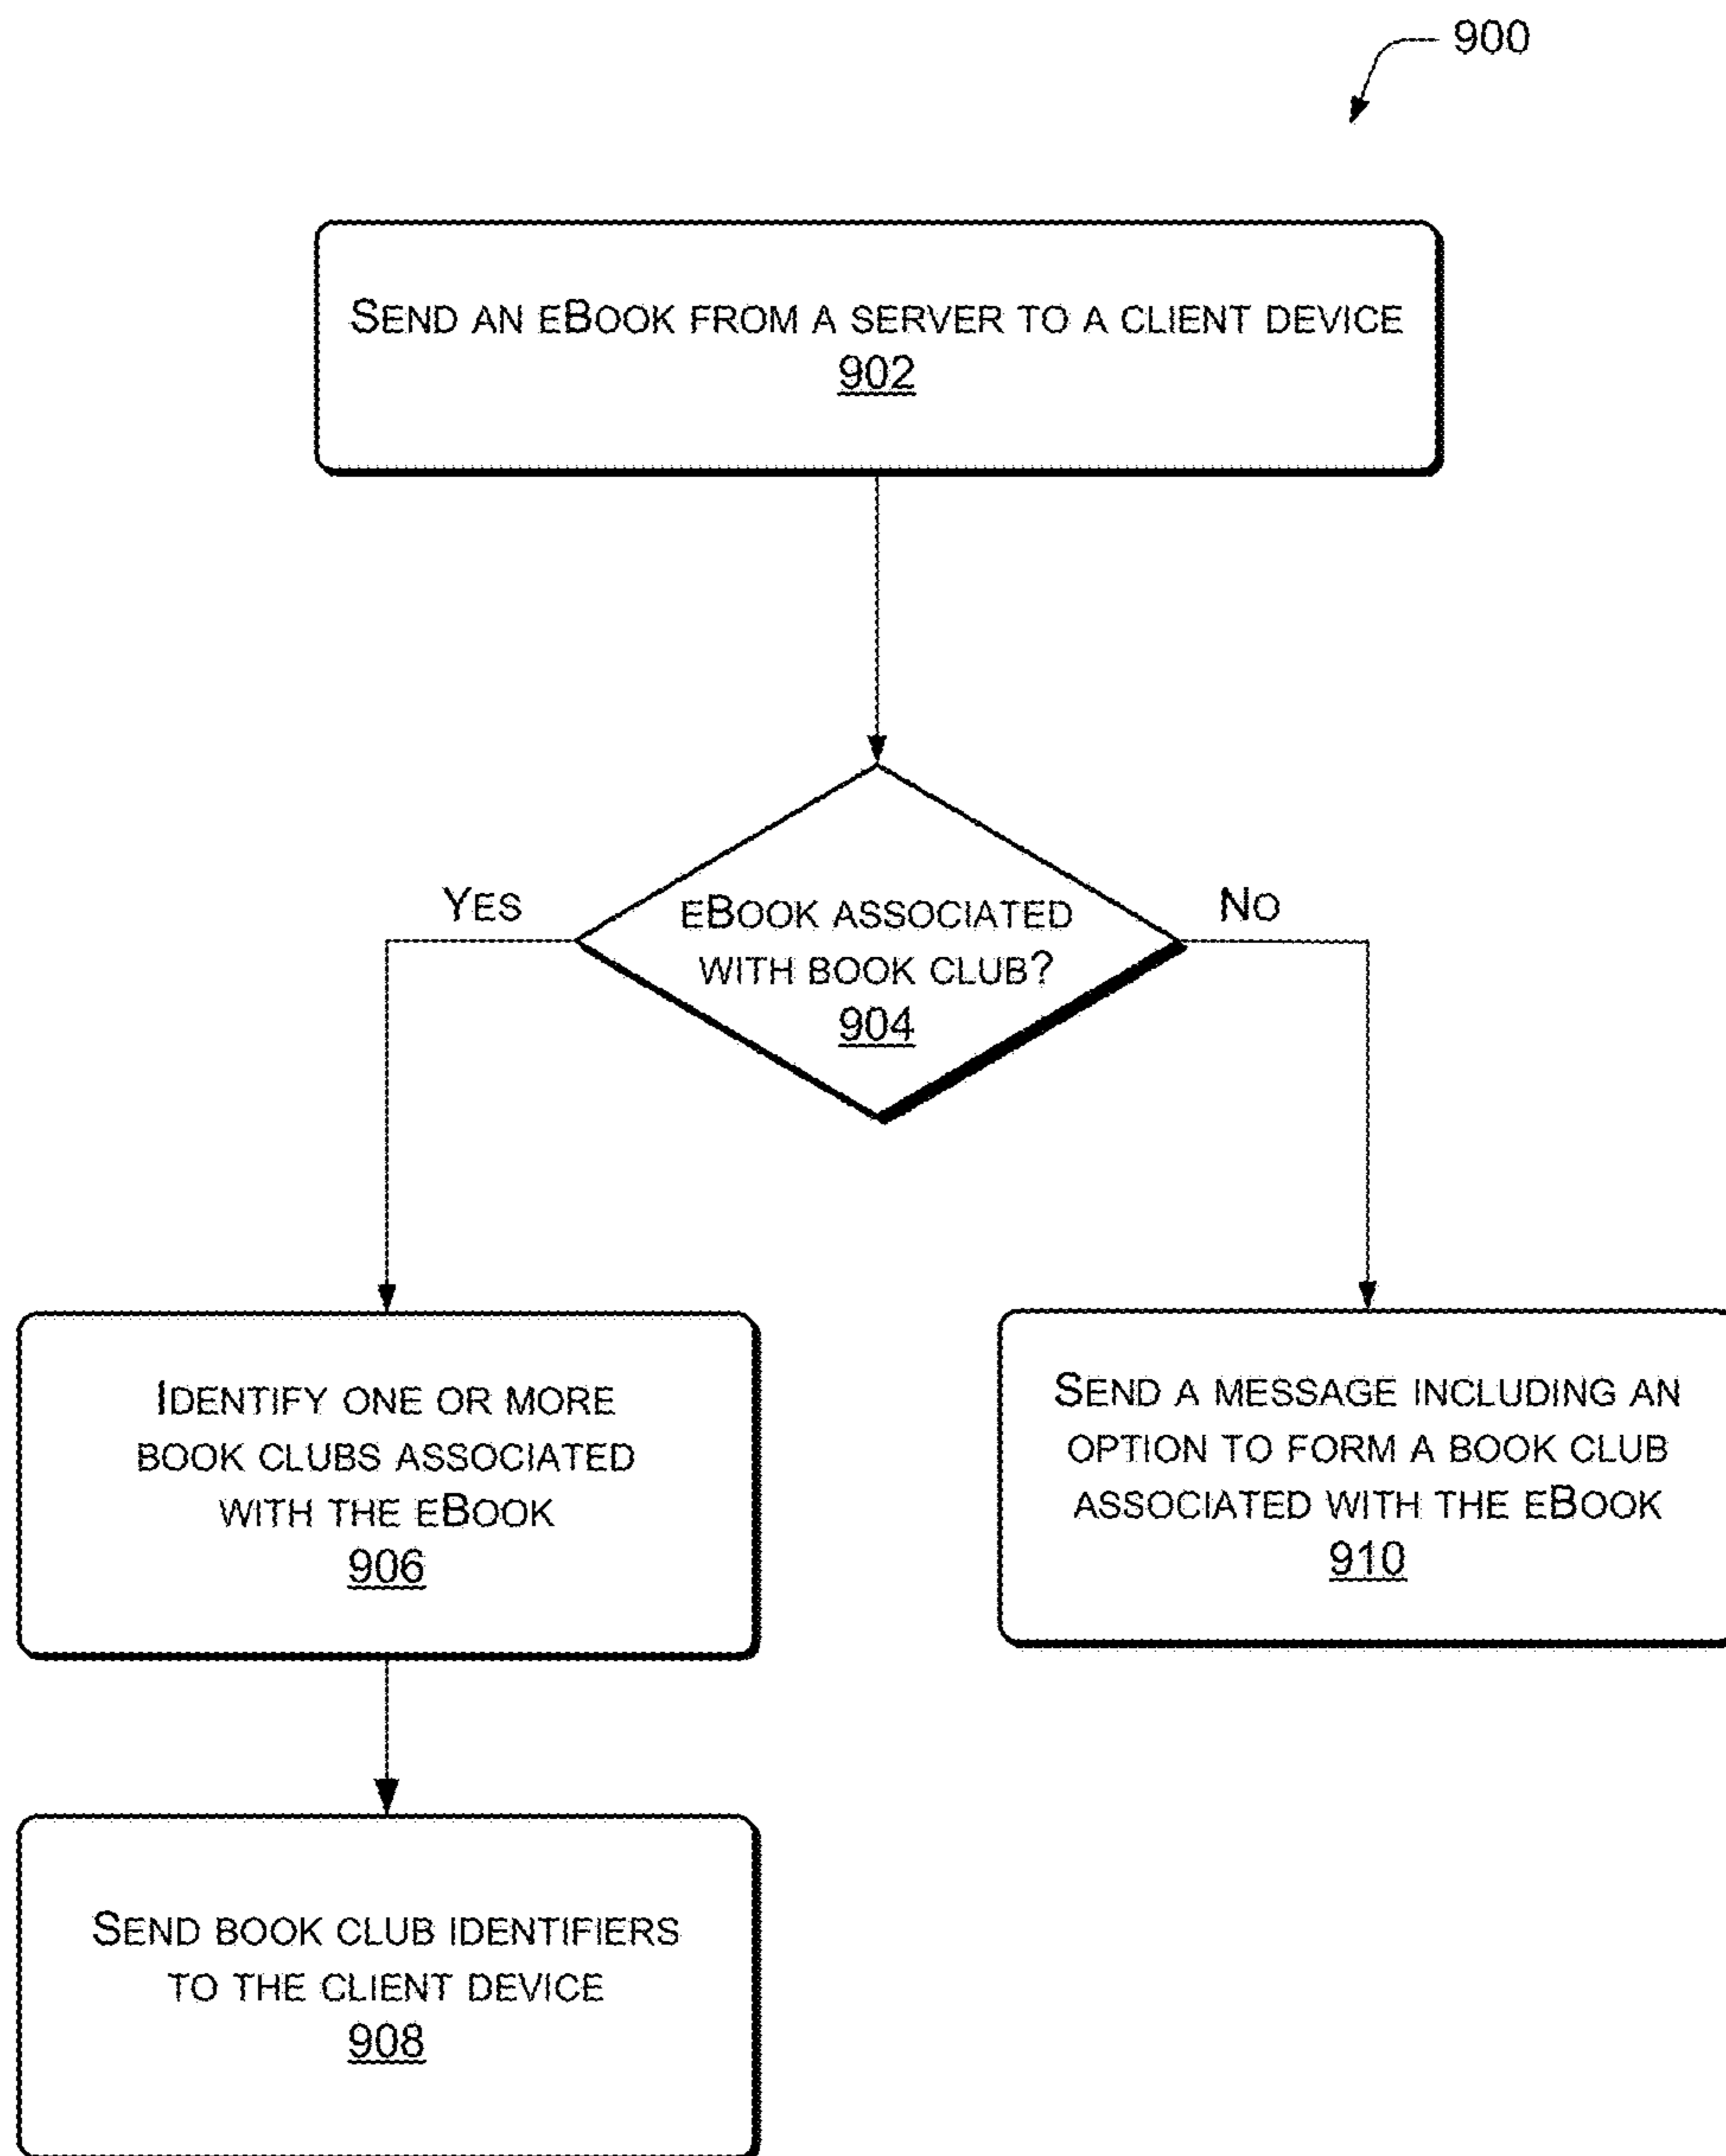 900
SEND AN EBOOK FROM A SERVER TO A CLIENT DEVICE
902
YES
NO
EBOOK ASSOCIATED
WITH BOOK CLUB?
904
IDENTIFY ONE OR MORE
BOOK CLUBS ASSOCIATED
WITH THE EBOOK
906
SEND A MESSAGE INCLUDING AN
OPTION TO FORM A BOOK CLUB
ASSOCIATED WITH THE EBOOK
910
SEND BOOK CLUB IDENTIFIERS
TO THE CLIENT DEVICE
908